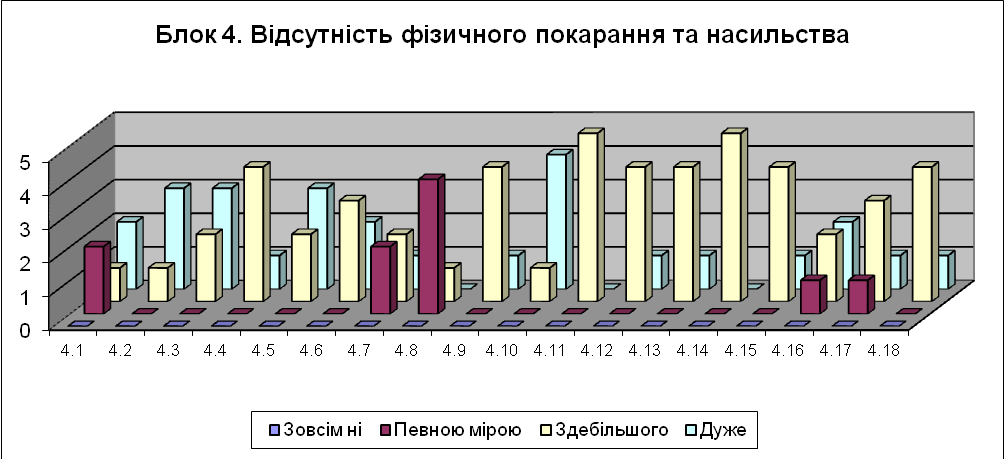 Блок 4. Відсутність фізичного покарання та насильства
5
4
3
2
1
0
4.1 4.2 4.3 4.4 4.5 4.6 4.7 4.8 4.9 4.10 4.11 4.12 4.13 4.14 4.15 4.16 4.17 4.18
Зовсім ні Певною мірою Здебільшого Дуже